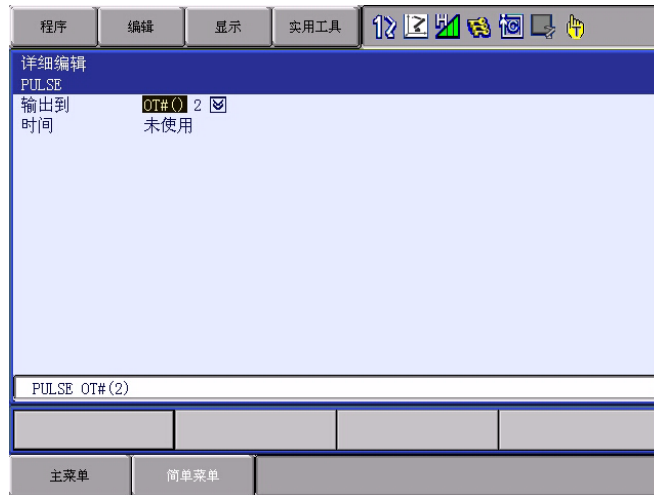 程序 编辑 显示 实用工具
详细编辑
PULSE
输出到 OT#() 2
时间 未使用
PULSE OT#(2)
主菜单 简单菜单